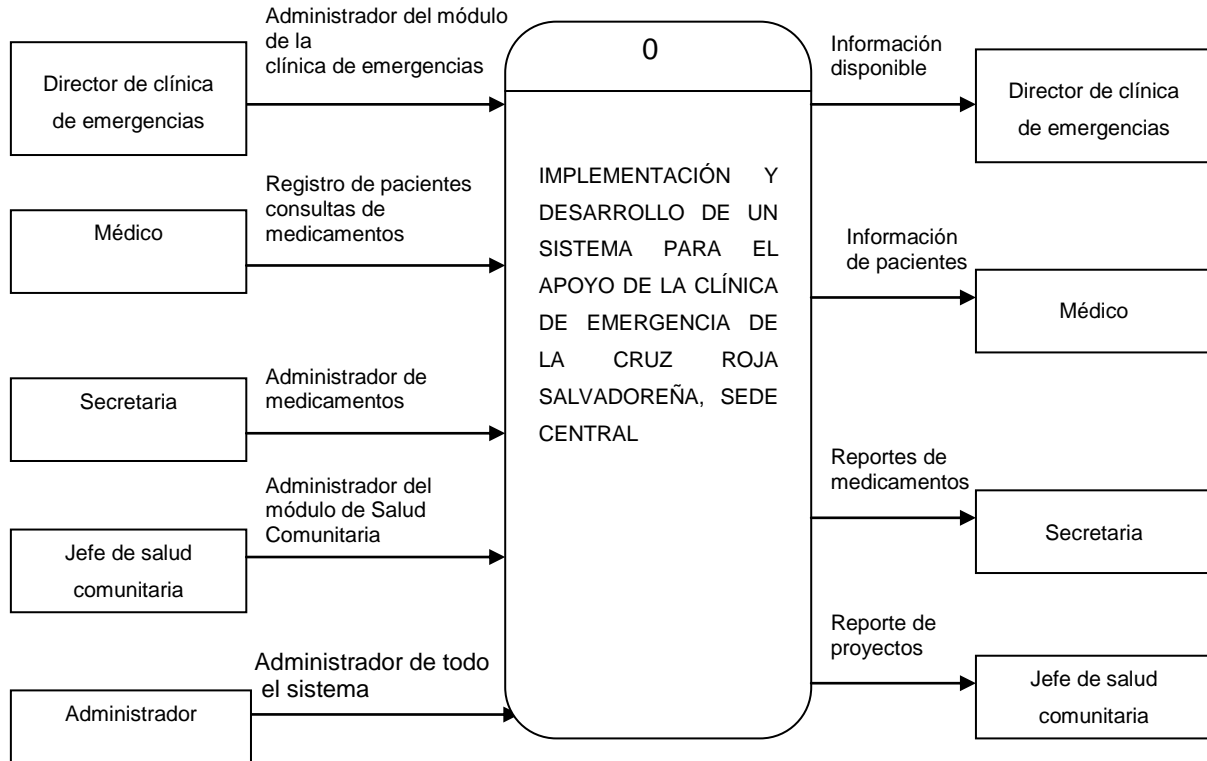 Director de clínica
de emergencias
Administrador del módulo
de la
clínica de emergencias
Médico
Registro de pacientes
consultas de
medicamentos
Secretaria
Administrador de
medicamentos
Jefe de salud
comunitaria
Administrador del
módulo de Salud
Comunitaria
Administrador
Administrador de todo
el sistema
0
IMPLEMENTACIÓN Y
DESARROLLO DE UN
SISTEMA PARA EL
APOYO DE LA CLÍNICA
DE EMERGENCIA DE
LA CRUZ ROJA
SALVADOREÑA, SEDE
CENTRAL
Información
disponible
Director de clínica
de emergencias
Información
de pacientes
Médico
Reportes de
medicamentos
Secretaria
Reporte de
proyectos
Jefe de salud
comunitaria